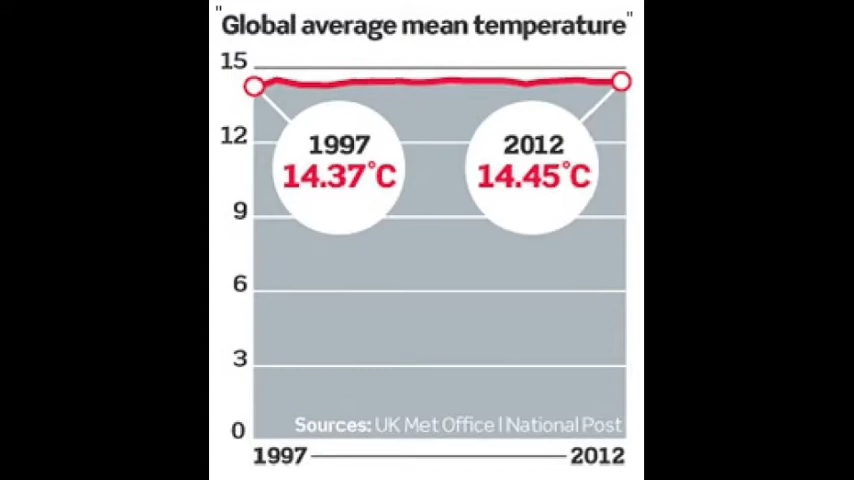 "Global average mean temperature"
15
12
9
6
3
0
1997
14.37°C
2012
14.45°C
Sources: UK Met Office | National Post
1997 2012